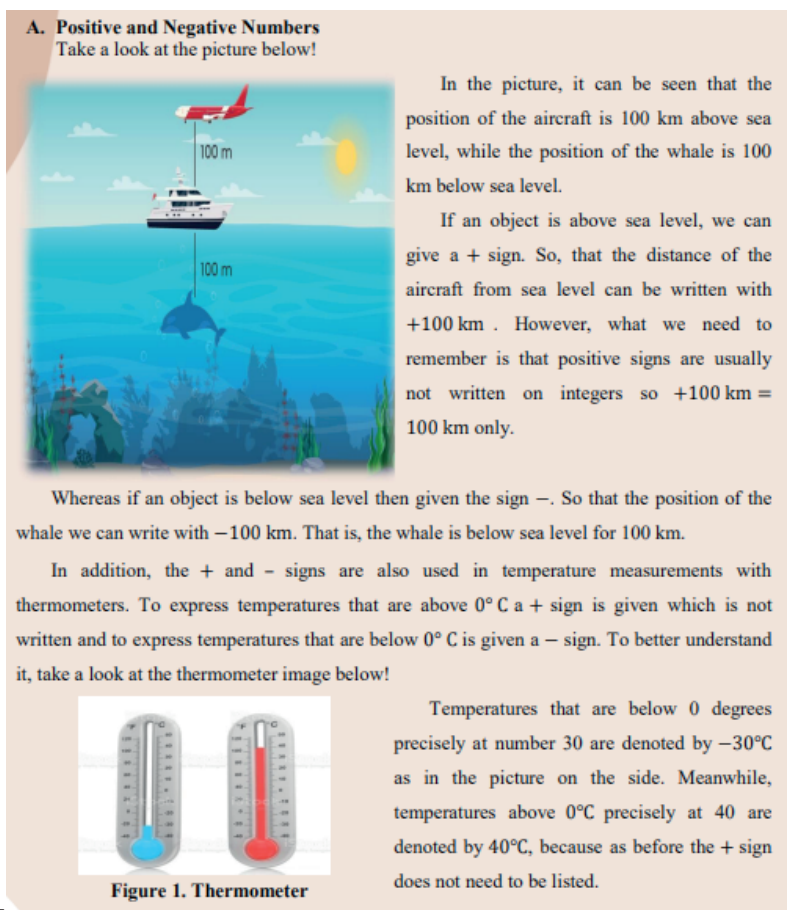 A. Positive and Negative Numbers
Take a look at the picture below!
100 m
100 m
In the picture, it can be seen that the
position of the aircraft is 100 km above sea
level, while the position of the whale is 100
km below sea level.
If an object is above sea level, we can
give a + sign. So, that the distance of the
aircraft from sea level can be written with
+100 km . However, what we need to
remember is that positive signs are usually
not written on integers so +100 km =
100 km only.
Whereas if an object is below sea level then given the sign −. So that the position of the
whale we can write with −100 km. That is, the whale is below sea level for 100 km.
In addition, the + and - signs are also used in temperature measurements with
thermometers. To express temperatures that are above 0° C a + sign is given which is not
written and to express temperatures that are below 0° C is given a − sign. To better understand
it, take a look at the thermometer image below!
°F °C
°F °C
Figure 1. Thermometer
Temperatures that are below 0 degrees
precisely at number 30 are denoted by −30°C
as in the picture on the side. Meanwhile,
temperatures above 0°C precisely at 40 are
denoted by 40°C, because as before the + sign
does not need to be listed.